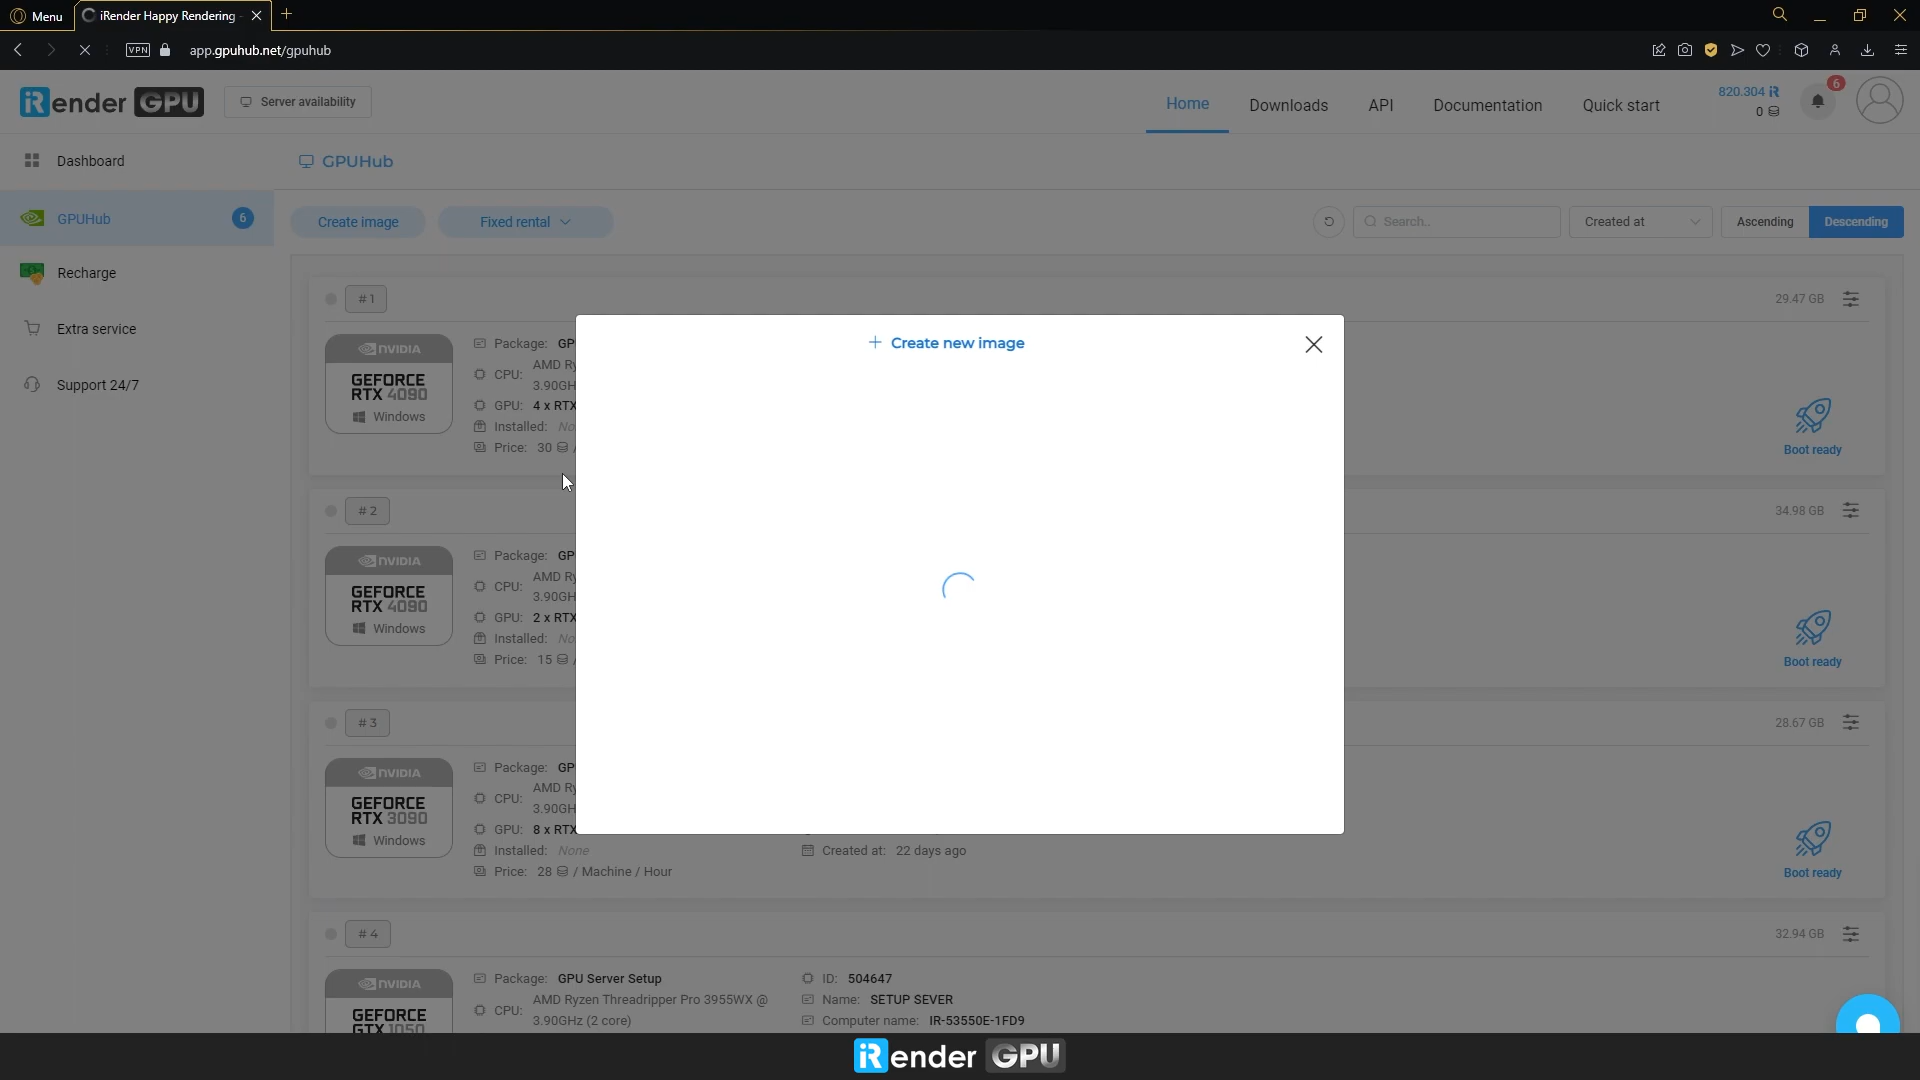 Menu
iRender Happy Rendering -
VPN
app.gpuhub.net/gpuhub
iRender GPU
Server availability
Home
Downloads
API
Documentation
Quick start
820.304 iR
0
6
Dashboard
GPUHub
6
Recharge
Extra service
Support 24/7
GPUHub
Create image
Fixed rental
Search..
Created at
Ascending
Descending
#1
29.47 GB
NVIDIA
GEFORCE
RTX 4090
Windows
Package: GP
CPU:
AMD Ry
3.90GH
GPU: 4 x RTX
Installed: No
Price: 30 /
Boot ready
Create new image
#2
34.98 GB
NVIDIA
GEFORCE
RTX 4090
Windows
Package: GP
CPU:
AMD Ry
3.90GH
GPU: 2 x RTX
Installed: No
Price: 15 /
Boot ready
#3
28.67 GB
NVIDIA
GEFORCE
RTX 3090
Windows
Package: GP
CPU:
AMD Ry
3.90GH
GPU: 8 x RTX
Installed: None
Price: 28 / Machine / Hour
Created at: 22 days ago
Boot ready
#4
32.94 GB
NVIDIA
GEFORCE
GTX 1050
Package: GPU Server Setup
CPU:
AMD Ryzen Threadripper Pro 3955WX @
3.90GHz (2 core)
ID: 504647
Name: SETUP SEVER
Computer name: IR-53550E-1FD9
iRender GPU